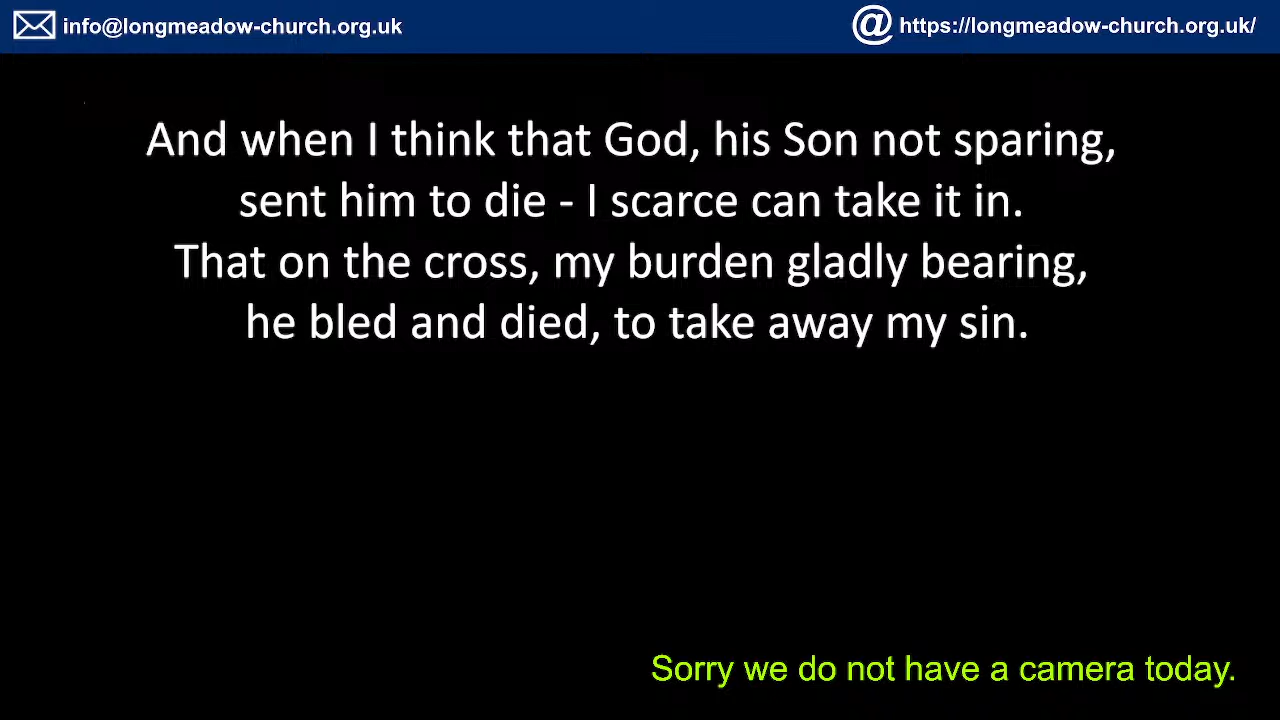 info@longmeadow-church.org.uk
https://longmeadow-church.org.uk/
And when I think that God, his Son not sparing,
sent him to die - I scarce can take it in.
That on the cross, my burden gladly bearing,
he bled and died, to take away my sin.
Sorry we do not have a camera today.